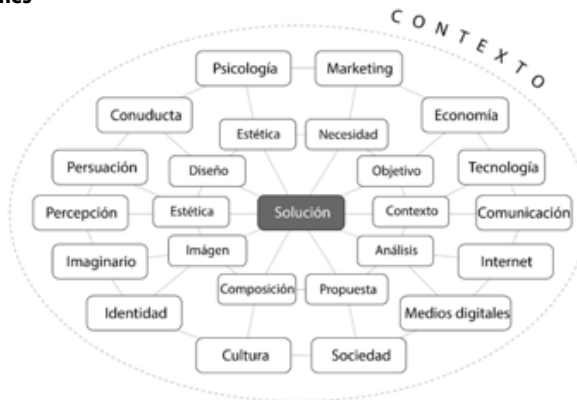 CONTEXTO
Psicología
Marketing
Conuducta
Economía
Estética
Necesidad
Persuación
Diseño
Objetivo
Tecnología
Percepción
Estética
Solución
Contexto
Comunicación
Imaginario
Imágen
Análisis
Internet
Composición
Propuesta
Identidad
Medios digitales
Cultura
Sociedad